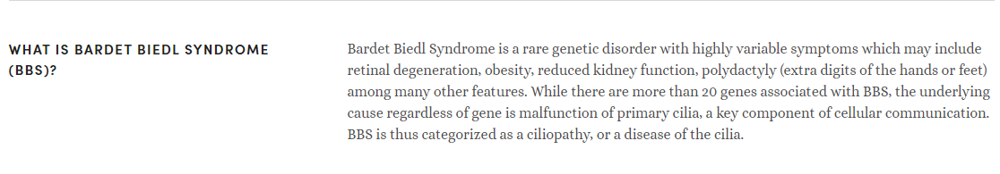 WHAT IS BARDET BIEDL SYNDROME
(BBS)?
Bardet Biedl Syndrome is a rare genetic disorder with highly variable symptoms which may include
retinal degeneration, obesity, reduced kidney function, polydactyly (extra digits of the hands or feet)
among many other features. While there are more than 20 genes associated with BBS, the underlying
cause regardless of gene is malfunction of primary cilia, a key component of cellular communication.
BBS is thus categorized as a ciliopathy, or a disease of the cilia.